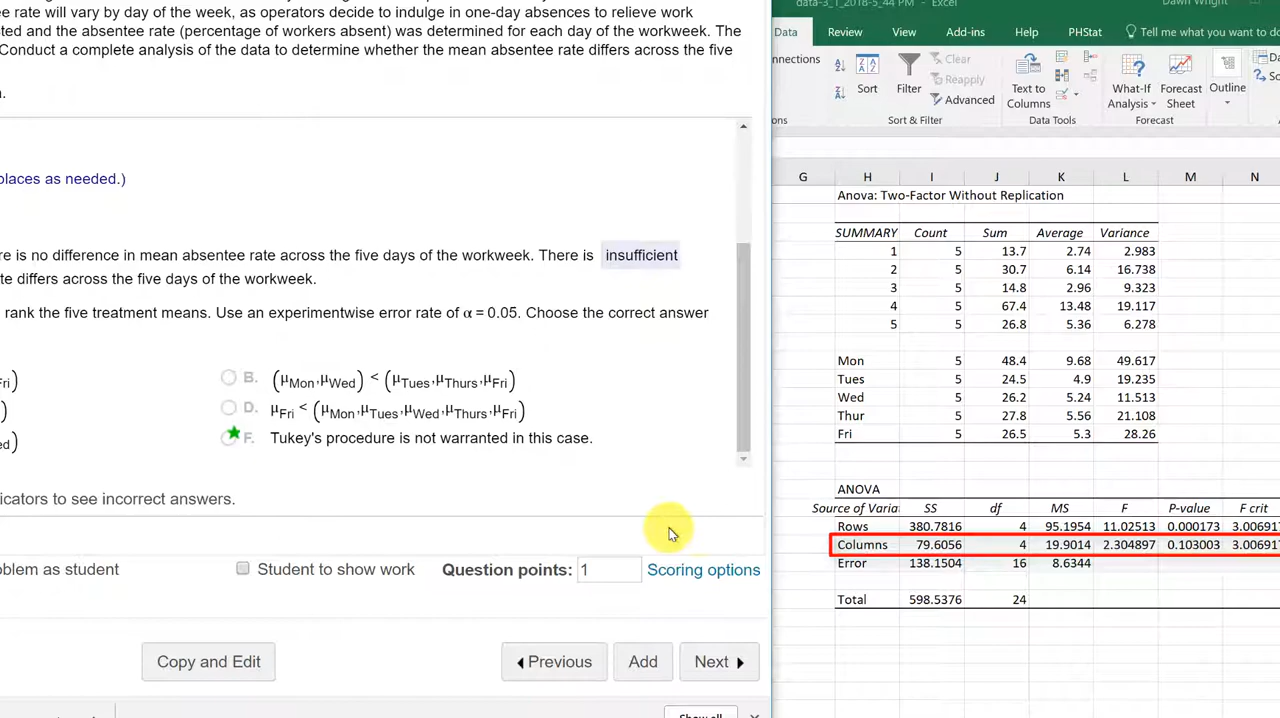 e rate will vary by day of the week, as operators decide to indulge in one-day absences to relieve work
cted and the absentee rate (percentage of workers absent) was determined for each day of the workweek. The
Conduct a complete analysis of the data to determine whether the mean absentee rate differs across the five
n.
places as needed.)
re is no difference in mean absentee rate across the five days of the workweek. There is insufficient
te differs across the five days of the workweek.
rank the five treatment means. Use an experimentwise error rate of α = 0.05. Choose the correct answer
Fri)
B. (μMon,μWed) < (μTues,μThurs,μFri)
)
D. μFri < (μMon,μTues,μWed,μThurs,μFri)
ed)
F. Tukey's procedure is not warranted in this case.
icators to see incorrect answers.
oblem as student
Student to show work
Question points: 1
Scoring options
Copy and Edit
Previous
Add
Next
Show all
data-3_1_2018-5_44 PM - Excel
Dawn Wright
Data Review View Add-ins Help PHStat Tell me what you want to d
nnections
Sort
Filter
Clear
Reapply
Advanced
Text to
Columns
What-If
Analysis
Forecast
Sheet
Outline
ons
Sort & Filter
Data Tools
Forecast
G H I J K L M N
Anova: Two-Factor Without Replication
SUMMARY Count Sum Average Variance
1 5 13.7 2.74 2.983
2 5 30.7 6.14 16.738
3 5 14.8 2.96 9.323
4 5 67.4 13.48 19.117
5 5 26.8 5.36 6.278
Mon 5 48.4 9.68 49.617
Tues 5 24.5 4.9 19.235
Wed 5 26.2 5.24 11.513
Thur 5 27.8 5.56 21.108
Fri 5 26.5 5.3 28.26
ANOVA
Source of Varia SS df MS F P-value F crit
Rows 380.7816 4 95.1954 11.02513 0.000173 3.006917
Columns 79.6056 4 19.9014 2.304897 0.103003 3.006917
Error 138.1504 16 8.6344
Total 598.5376 24